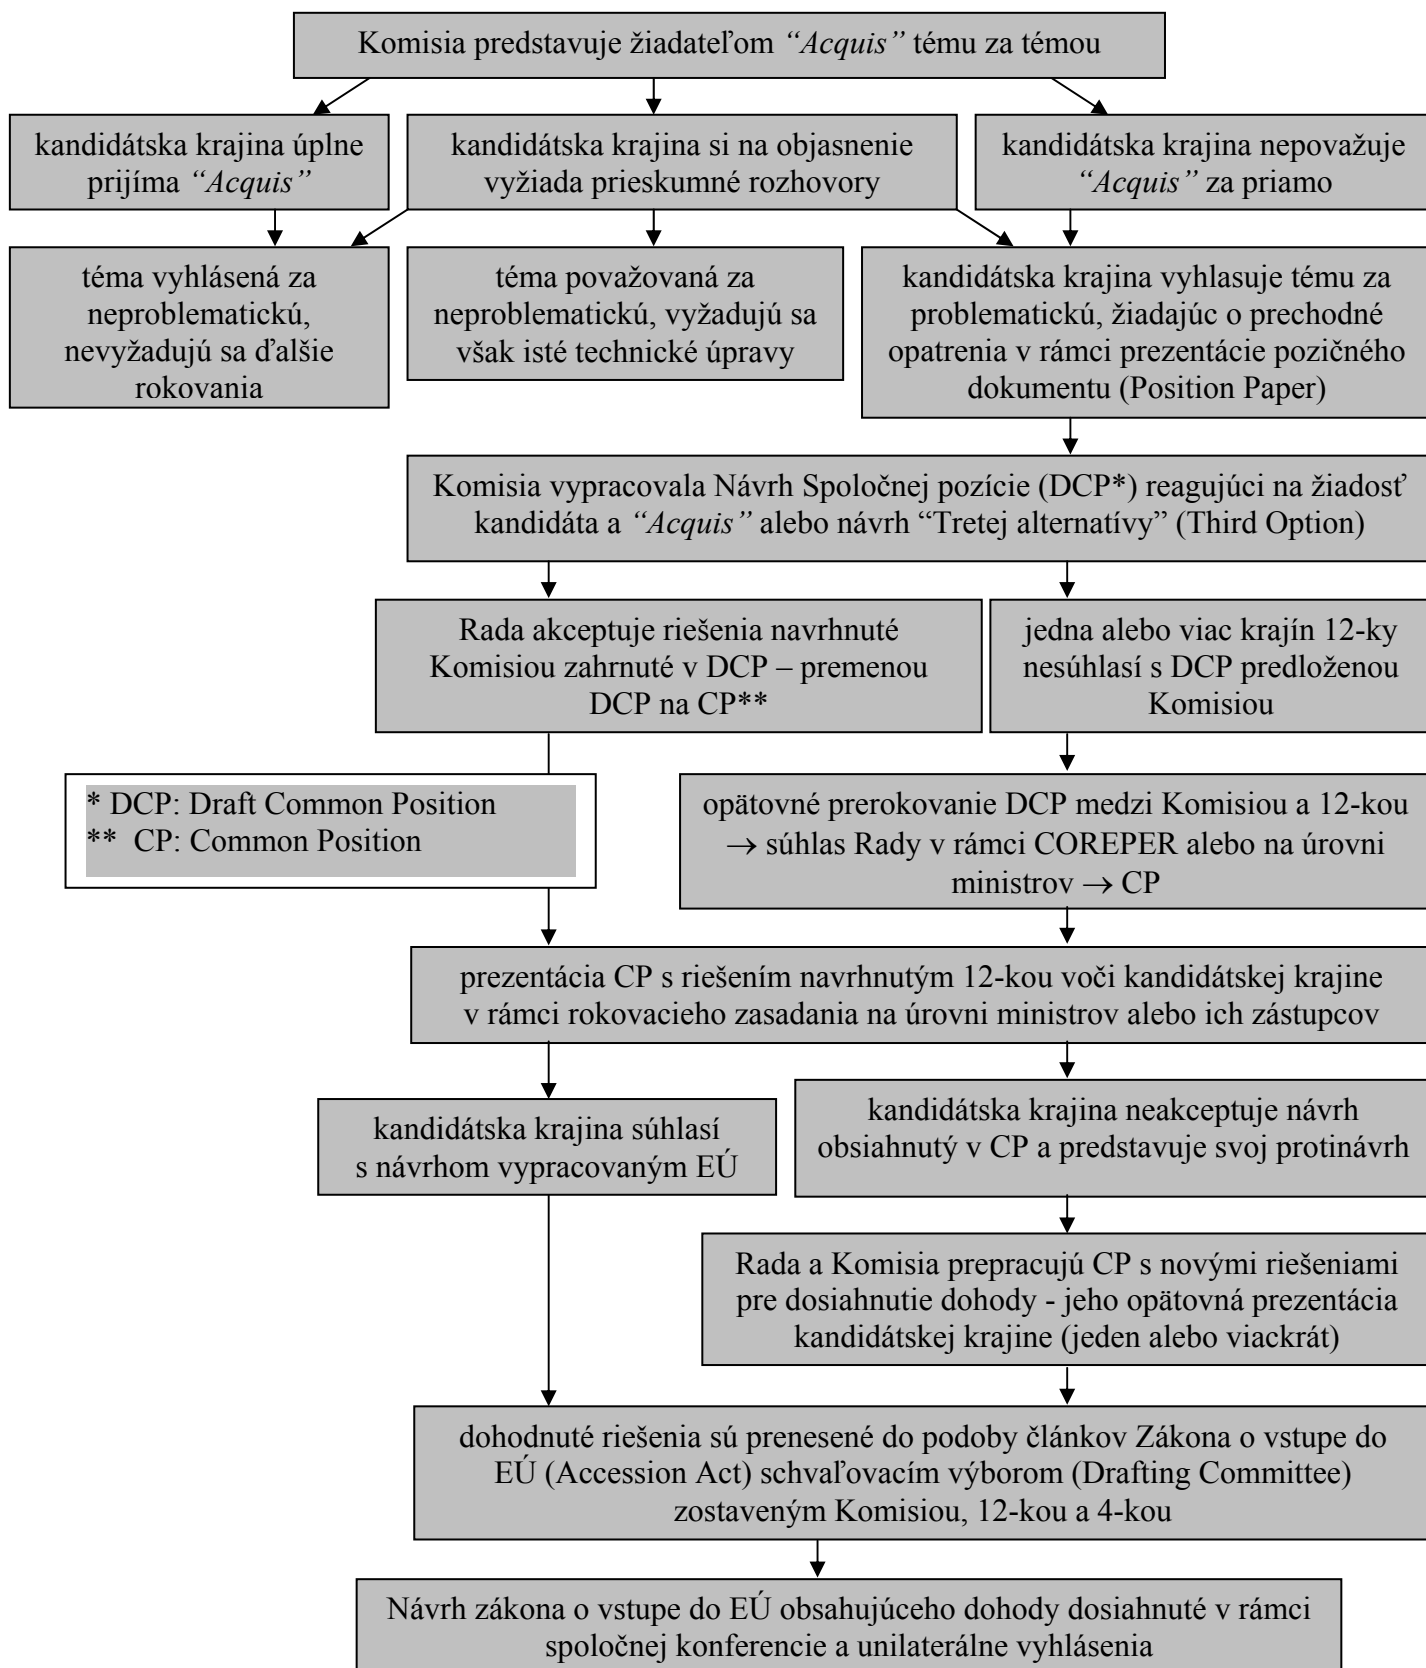 Komisia predstavuje žiadateľom “Acquis” tému za témou
kandidátska krajina úplne
prijíma “Acquis”
kandidátska krajina si na objasnenie
vyžiada prieskumné rozhovory
kandidátska krajina nepovažuje
“Acquis” za priamo
téma vyhlásená za
neproblematickú,
nevyžadujú sa ďalšie
rokovania
téma považovaná za
neproblematickú, vyžadujú sa
však isté technické úpravy
kandidátska krajina vyhlasuje tému za
problematickú, žiadajúc o prechodné
opatrenia v rámci prezentácie pozičného
dokumentu (Position Paper)
Komisia vypracovala Návrh Spoločnej pozície (DCP*) reagujúci na žiadosť
kandidáta a “Acquis” alebo návrh “Tretej alternatívy” (Third Option)
Rada akceptuje riešenia navrhnuté
Komisiou zahrnuté v DCP – premenou
DCP na CP**
jedna alebo viac krajín 12-ky
nesúhlasí s DCP predloženou
Komisiou
* DCP: Draft Common Position
** CP: Common Position
opätovné prerokovanie DCP medzi Komisiou a 12-kou
→ súhlas Rady v rámci COREPER alebo na úrovni
ministrov → CP
prezentácia CP s riešením navrhnutým 12-kou voči kandidátskej krajine
v rámci rokovacieho zasadania na úrovni ministrov alebo ich zástupcov
kandidátska krajina súhlasí
s návrhom vypracovaným EÚ
kandidátska krajina neakceptuje návrh
obsiahnutý v CP a predstavuje svoj protinávrh
Rada a Komisia prepracujú CP s novými riešeniami
pre dosiahnutie dohody - jeho opätovná prezentácia
kandidátskej krajine (jeden alebo viackrát)
dohodnuté riešenia sú prenesené do podoby článkov Zákona o vstupe do
EÚ (Accession Act) schvaľovacím výborom (Drafting Committee)
zostaveným Komisiou, 12-kou a 4-kou
Návrh zákona o vstupe do EÚ obsahujúceho dohody dosiahnuté v rámci
spoločnej konferencie a unilaterálne vyhlásenia